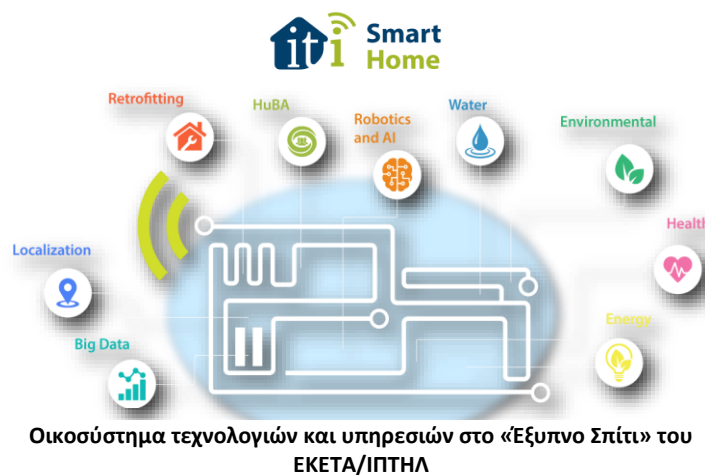 iti Smart
Home
Retrofitting
HuBA
Robotics
and AI
Water
Environmental
Health
Localization
Energy
Big Data
Οικοσύστημα τεχνολογιών και υπηρεσιών στο «Έξυπνο Σπίτι» του
ΕΚΕΤΑ/ΙΠΤΗΛ